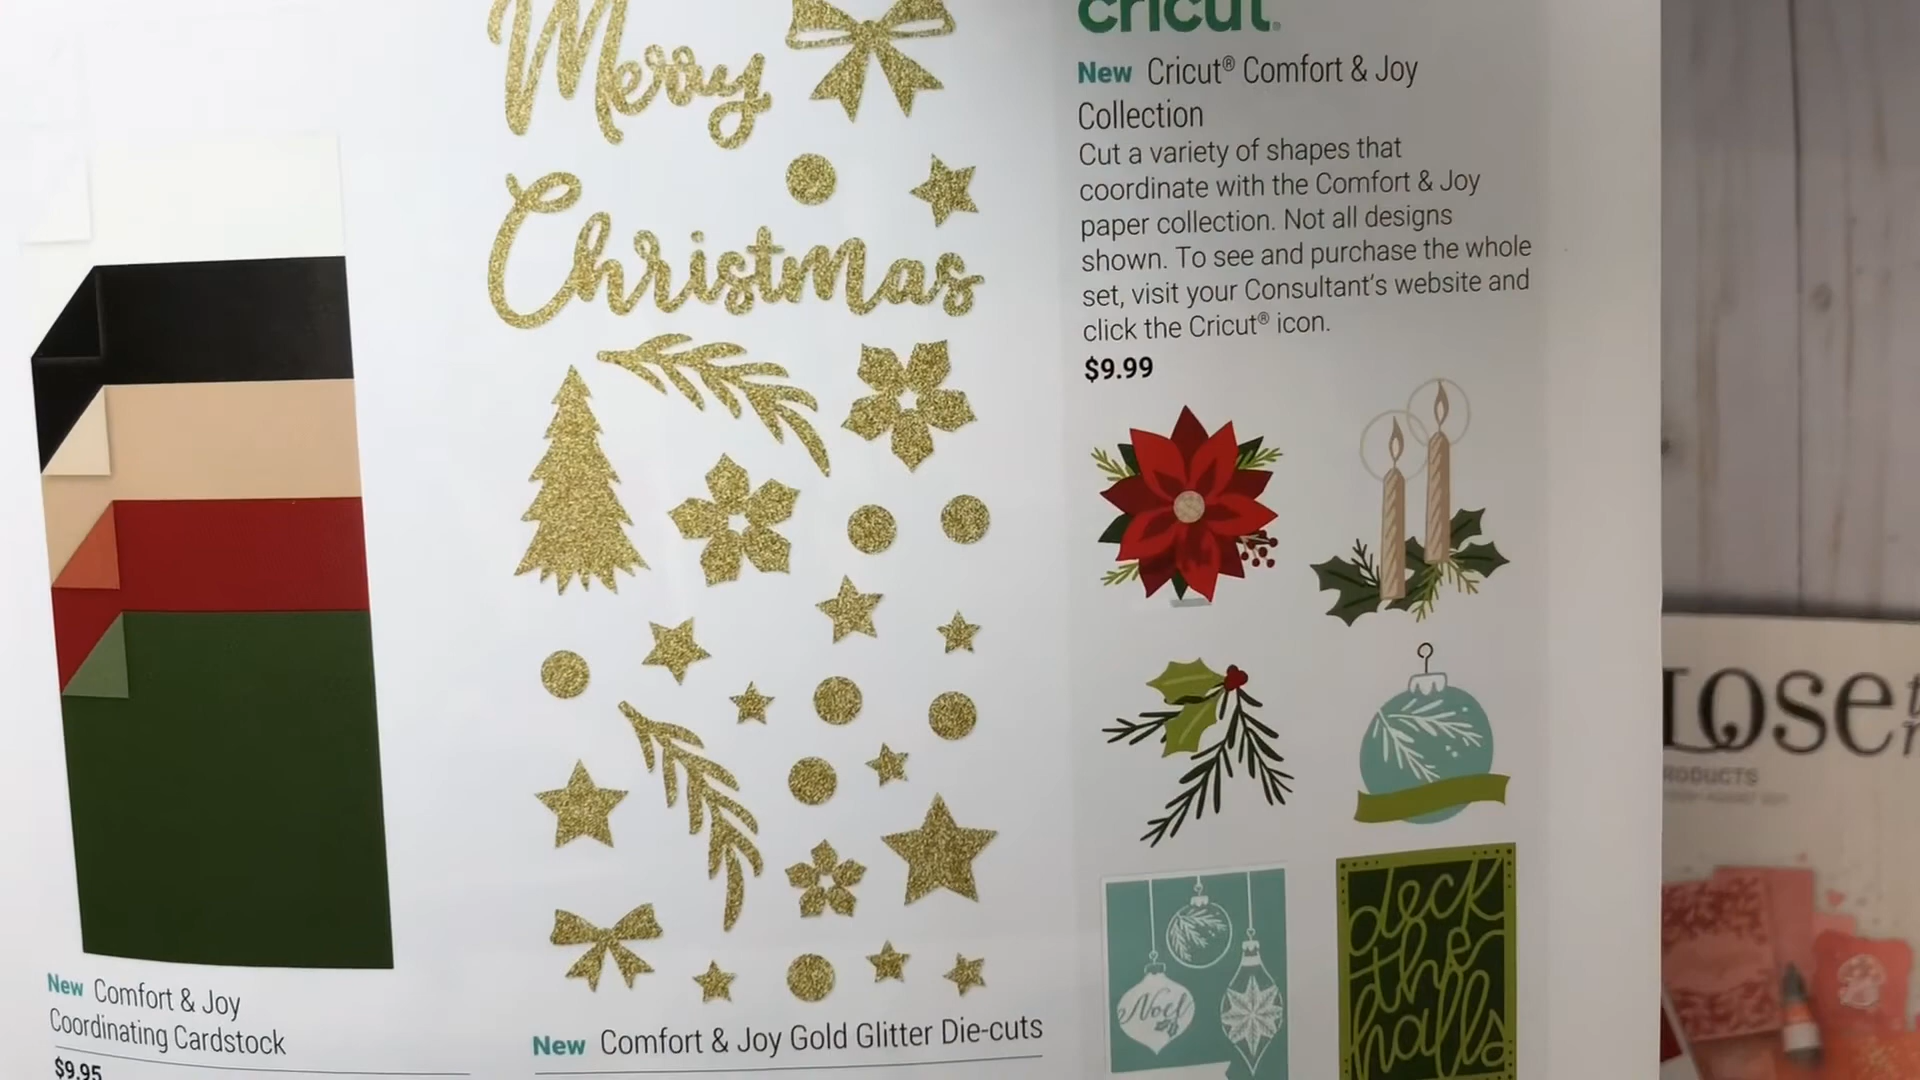 Merry
Christmas
New Comfort & Joy
Coordinating Cardstock
$9.95
New Comfort & Joy Gold Glitter Die-cuts
cricut®
New Cricut® Comfort & Joy
Collection
Cut a variety of shapes that
coordinate with the Comfort & Joy
paper collection. Not all designs
shown. To see and purchase the whole
set, visit your Consultant's website and
click the Cricut® icon.
$9.99
Noel
deck
the
halls